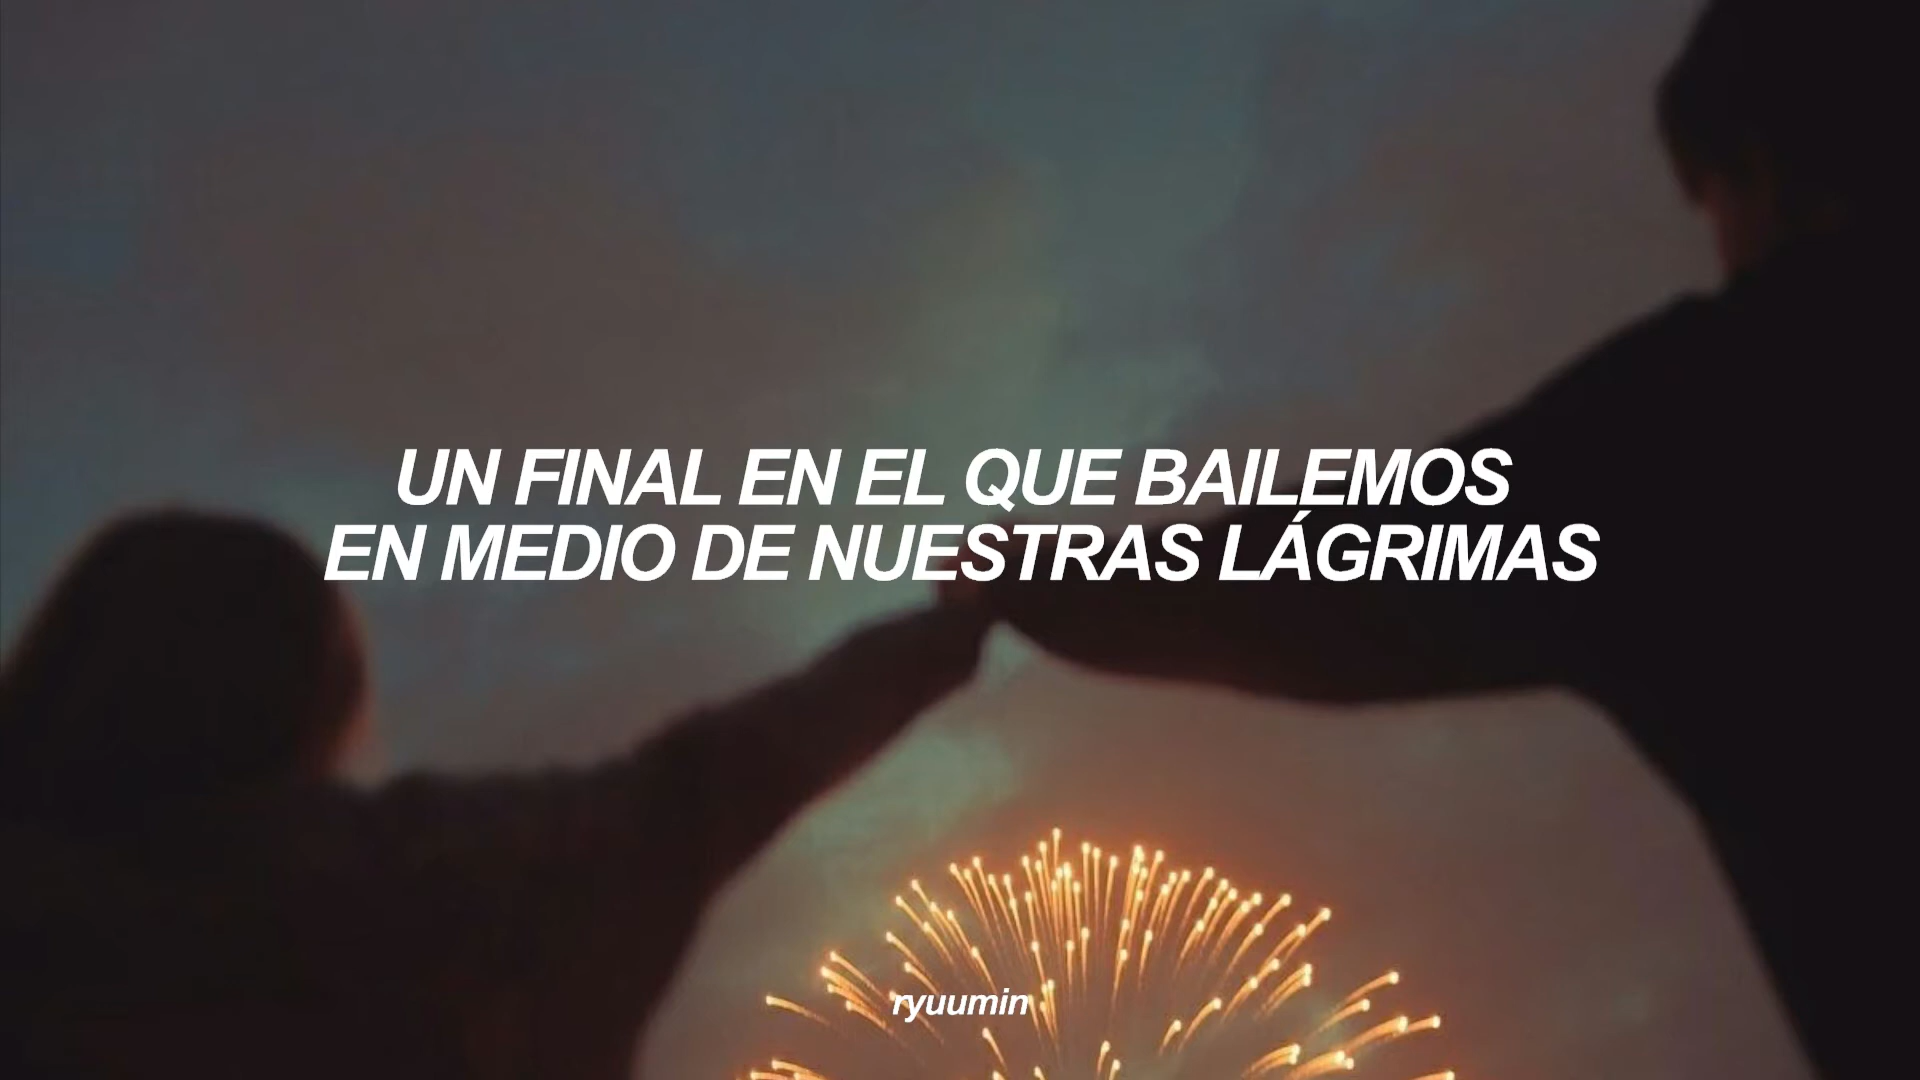 UN FINAL EN EL QUE BAILEMOS
EN MEDIO DE NUESTRAS LÁGRIMAS
ryuumin